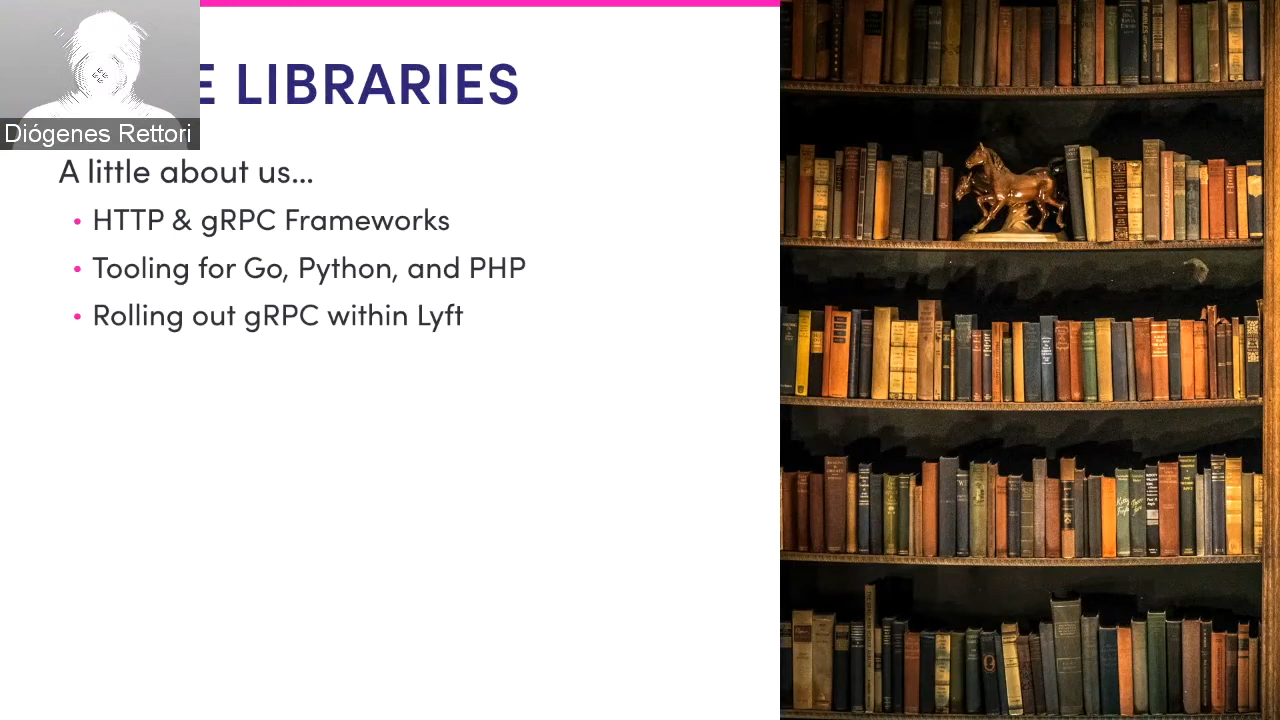 E LIBRARIES
Diógenes Rettori
A little about us...
• HTTP & gRPC Frameworks
• Tooling for Go, Python, and PHP
• Rolling out gRPC within Lyft